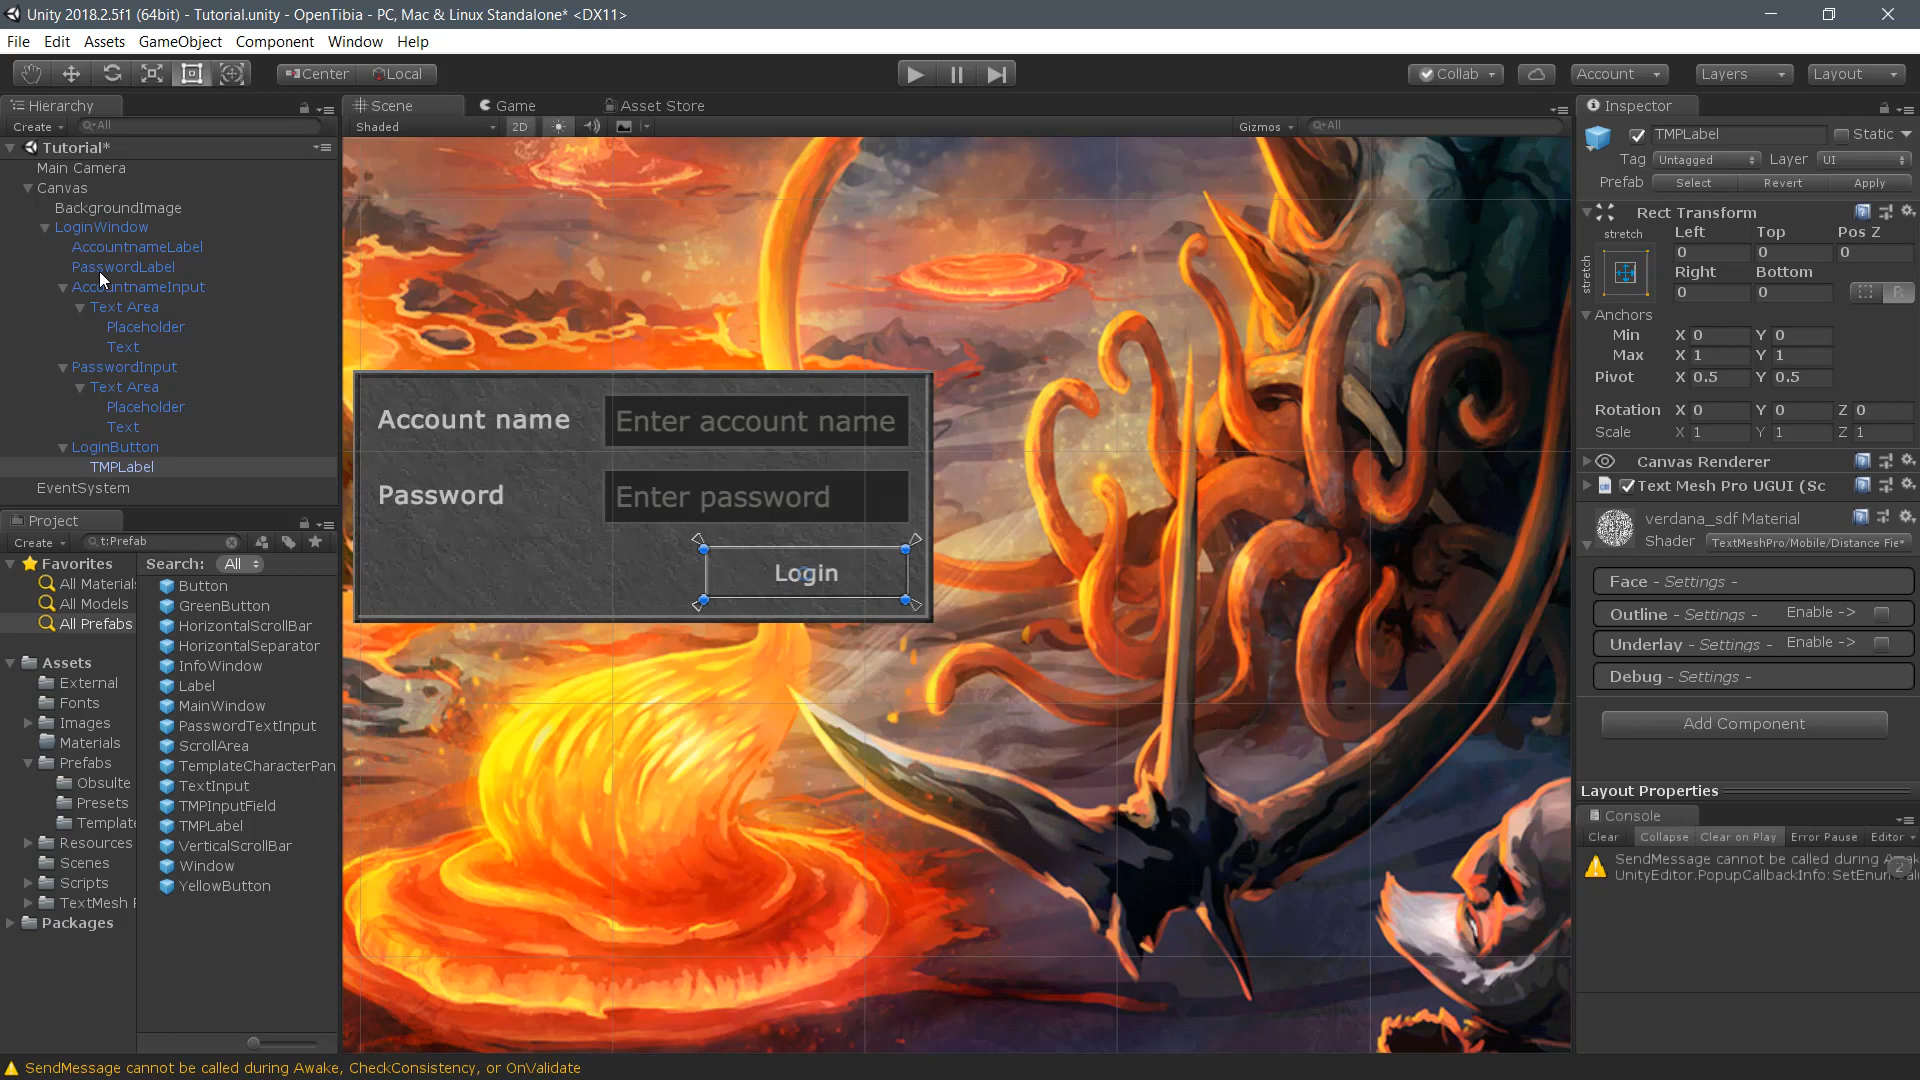 Unity 2018.2.5f1 (64bit) - Tutorial.unity - OpenTibia - PC, Mac & Linux Standalone* <DX11>
File Edit Assets GameObject Component Window Help
Center Local Collab Account Layers Layout
Hierarchy
Create All
Tutorial*
Main Camera
Canvas
BackgroundImage
LoginWindow
AccountnameLabel
PasswordLabel
AccountnameInput
Text Area
Placeholder
Text
PasswordInput
Text Area
Placeholder
Text
LoginButton
TMPLabel
EventSystem
Project
Create t:Prefab
Favorites
All Material
All Models
All Prefabs
Assets
External
Fonts
Images
Materials
Prefabs
Obsulte
Presets
Template
Resources
Scenes
Scripts
TextMesh
Packages
Search: All
Button
GreenButton
HorizontalScrollBar
HorizontalSeparator
InfoWindow
Label
MainWindow
PasswordTextInput
ScrollArea
TemplateCharacterPan
TextInput
TMPInputField
TMPLabel
VerticalScrollBar
Window
YellowButton
Scene Game Asset Store
Shaded 2D Gizmos All
Account name Enter account name
Password Enter password
Login
Inspector
TMPLabel Static
Tag Untagged Layer UI
Prefab Select Revert Apply
Rect Transform
stretch Left Top Pos Z
stretch
0 0 0
Right Bottom
0 0 R
Anchors
Min X 0 Y 0
Max X 1 Y 1
Pivot X 0.5 Y 0.5
Rotation X 0 Y 0 Z 0
Scale X 1 Y 1 Z 1
Canvas Renderer
Text Mesh Pro UGUI (Sc
verdana_sdf Material
Shader TextMeshPro/Mobile/Distance Fie
Face - Settings -
Outline - Settings - Enable ->
Underlay - Settings - Enable ->
Debug - Settings -
Add Component
Layout Properties
Console
Clear Collapse Clear on Play Error Pause Editor
SendMessage cannot be called during Awak
UnityEditor.PopupCallbackInfo:SetEnumVali
2
SendMessage cannot be called during Awake, CheckConsistency, or OnValidate